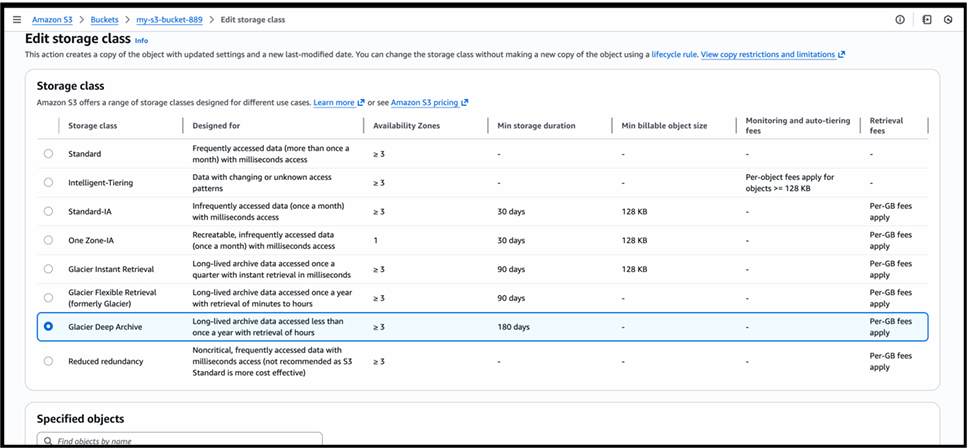 Amazon S3 > Buckets > my-s3-bucket-889 > Edit storage class
Edit storage class Info
This action creates a copy of the object with updated settings and a new last-modified date. You can change the storage class without making a new copy of the object using a lifecycle rule. View copy restrictions and limitations
Storage class
Amazon S3 offers a range of storage classes designed for different use cases. Learn more or see Amazon S3 pricing
Storage class Designed for Availability Zones Min storage duration Min billable object size Monitoring and auto-tiering Retrieval
fees fees
Standard Frequently accessed data (more than once a ≥ 3 - - - -
month) with milliseconds access
Intelligent-Tiering Data with changing or unknown access ≥ 3 - - Per-object fees apply for -
patterns objects >= 128 KB
Standard-IA Infrequently accessed data (once a month) ≥ 3 30 days 128 KB - Per-GB fees
with milliseconds access apply
One Zone-IA Recreatable, infrequently accessed data 1 30 days 128 KB - Per-GB fees
(once a month) with milliseconds access apply
Glacier Instant Retrieval Long-lived archive data accessed once a ≥ 3 90 days 128 KB - Per-GB fees
quarter with instant retrieval in milliseconds apply
Glacier Flexible Retrieval Long-lived archive data accessed once a year ≥ 3 90 days - - Per-GB fees
(formerly Glacier) with retrieval of minutes to hours apply
Glacier Deep Archive Long-lived archive data accessed less than ≥ 3 180 days - - Per-GB fees
once a year with retrieval of hours apply
Reduced redundancy Noncritical, frequently accessed data with ≥ 3 - - - Per-GB fees
milliseconds access (not recommended as S3 apply
Standard is more cost effective)
Specified objects
Find objects by name